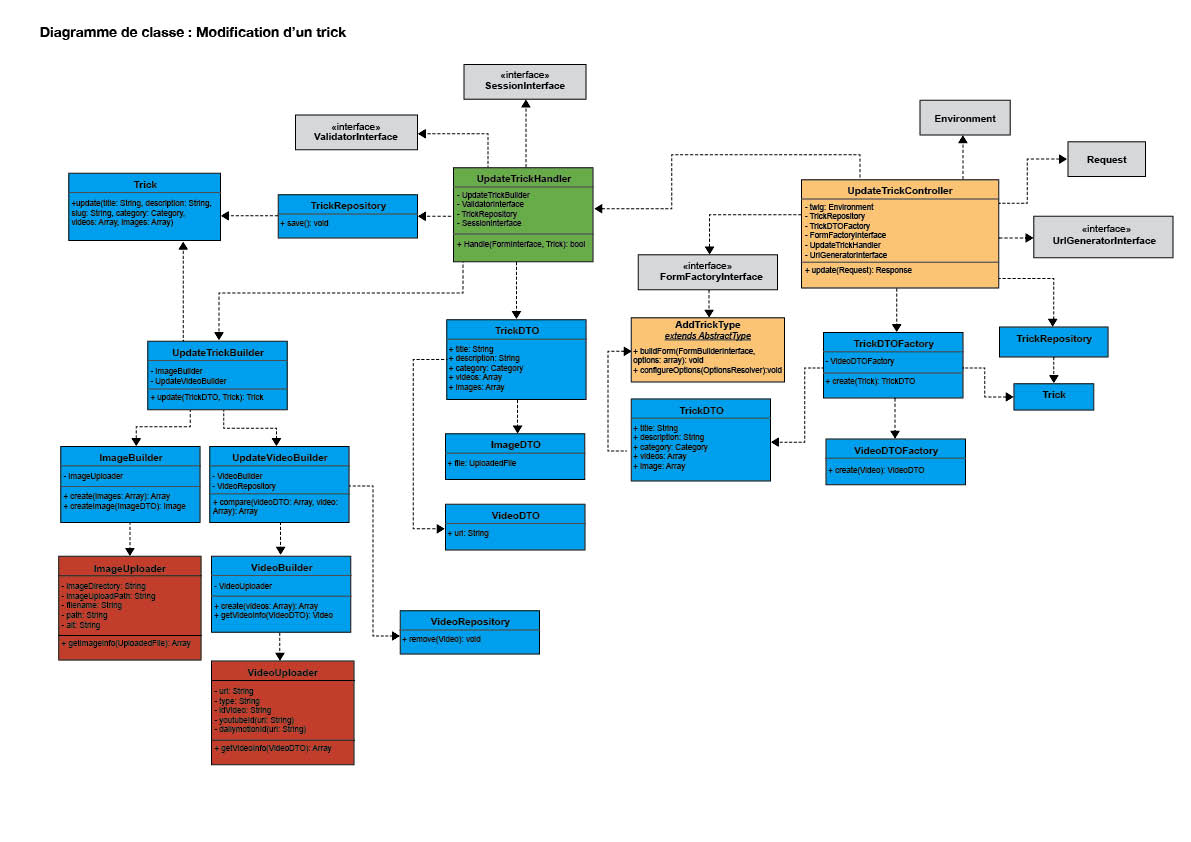 Diagramme de classe : Modification d'un trick
«interface»
SessionInterface
«interface»
ValidatorInterface
Environment
Request
«interface»
UrlGeneratorInterface
Trick
+update(title: String, description: String,
slug: String, category: Category,
videos: Array, images: Array)
TrickRepository
+ save(): void
UpdateTrickHandler
- UpdateTrickBuilder
- ValidatorInterface
- TrickRepository
- SessionInterface
+ Handle(FormInterface, Trick): bool
UpdateTrickController
- twig: Environment
- TrickRepository
- TrickDTOFactory
- FormFactoryInterface
- UpdateTrickHandler
- UrlGeneratorInterface
+ update(Request): Response
«interface»
FormFactoryInterface
AddTrickType
extends AbstractType
+ buildForm(FormBuilderInterface,
options: array): void
+ configureOptions(OptionsResolver):void
TrickDTOFactory
- VideoDTOFactory
+ create(Trick): TrickDTO
TrickRepository
Trick
UpdateTrickBuilder
- ImageBuilder
- UpdateVideoBuilder
+ update(TrickDTO, Trick): Trick
TrickDTO
+ title: String
+ description: String
+ category: Category
+ videos: Array
+ images: Array
TrickDTO
+ title: String
+ description: String
+ category: Category
+ videos: Array
+ image: Array
VideoDTOFactory
+ create(Video): VideoDTO
ImageDTO
+ file: UploadedFile
VideoDTO
+ url: String
ImageBuilder
- ImageUploader
+ create(images: Array): Array
+ createImage(ImageDTO): Image
UpdateVideoBuilder
- VideoBuilder
- VideoRepository
+ compare(videoDTO: Array, video:
Array): Array
ImageUploader
- imageDirectory: String
- imageUploadPath: String
- filename: String
- path: String
- alt: String
+ getImageInfo(UploadedFile): Array
VideoBuilder
- VideoUploader
+ create(videos: Array): Array
+ getVideoInfo(VideoDTO): Video
VideoRepository
+ remove(Video): void
VideoUploader
- url: String
- type: String
- idVideo: String
- youtubeId(url: String)
- dailymotionId(url: String)
+ getVideoInfo(VideoDTO): Array